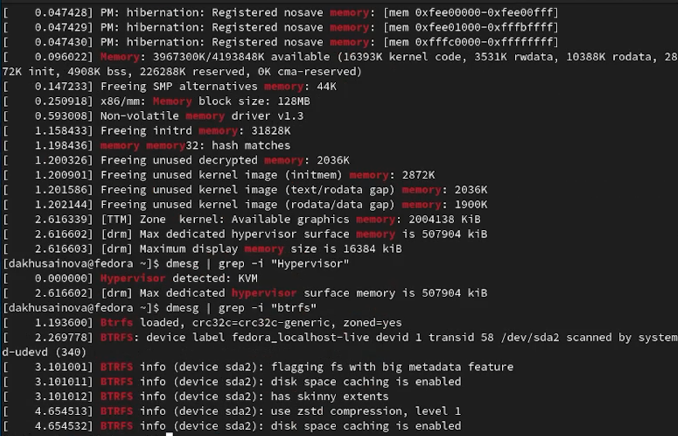 [    0.047428] PM: hibernation: Registered nosave memory: [mem 0xfee00000-0xfee00fff]
[    0.047429] PM: hibernation: Registered nosave memory: [mem 0xfee01000-0xfffbffff]
[    0.047430] PM: hibernation: Registered nosave memory: [mem 0xfffc0000-0xffffffff]
[    0.096022] Memory: 3967300K/4193848K available (16393K kernel code, 3531K rwdata, 10388K rodata, 28
72K init, 4908K bss, 226288K reserved, 0K cma-reserved)
[    0.147233] Freeing SMP alternatives memory: 44K
[    0.250918] x86/mm: Memory block size: 128MB
[    0.593008] Non-volatile memory driver v1.3
[    1.158433] Freeing initrd memory: 31828K
[    1.198436] memory memory32: hash matches
[    1.200326] Freeing unused decrypted memory: 2036K
[    1.200901] Freeing unused kernel image (initmem) memory: 2872K
[    1.201586] Freeing unused kernel image (text/rodata gap) memory: 2036K
[    1.202144] Freeing unused kernel image (rodata/data gap) memory: 1900K
[    2.616339] [TTM] Zone  kernel: Available graphics memory: 2004138 KiB
[    2.616602] [drm] Max dedicated hypervisor surface memory is 507904 kiB
[    2.616603] [drm] Maximum display memory size is 16384 kiB
[dakhusainova@fedora ~]$ dmesg | grep -i "Hypervisor"
[    0.000000] Hypervisor detected: KVM
[    2.616602] [drm] Max dedicated hypervisor surface memory is 507904 kiB
[dakhusainova@fedora ~]$ dmesg | grep -i "btrfs"
[    1.193600] Btrfs loaded, crc32c=crc32c-generic, zoned=yes
[    2.269778] BTRFS: device label fedora_localhost-live devid 1 transid 58 /dev/sda2 scanned by system
d-udevd (340)
[    3.101001] BTRFS info (device sda2): flagging fs with big metadata feature
[    3.101011] BTRFS info (device sda2): disk space caching is enabled
[    3.101012] BTRFS info (device sda2): has skinny extents
[    4.654513] BTRFS info (device sda2): use zstd compression, level 1
[    4.654532] BTRFS info (device sda2): disk space caching is enabled